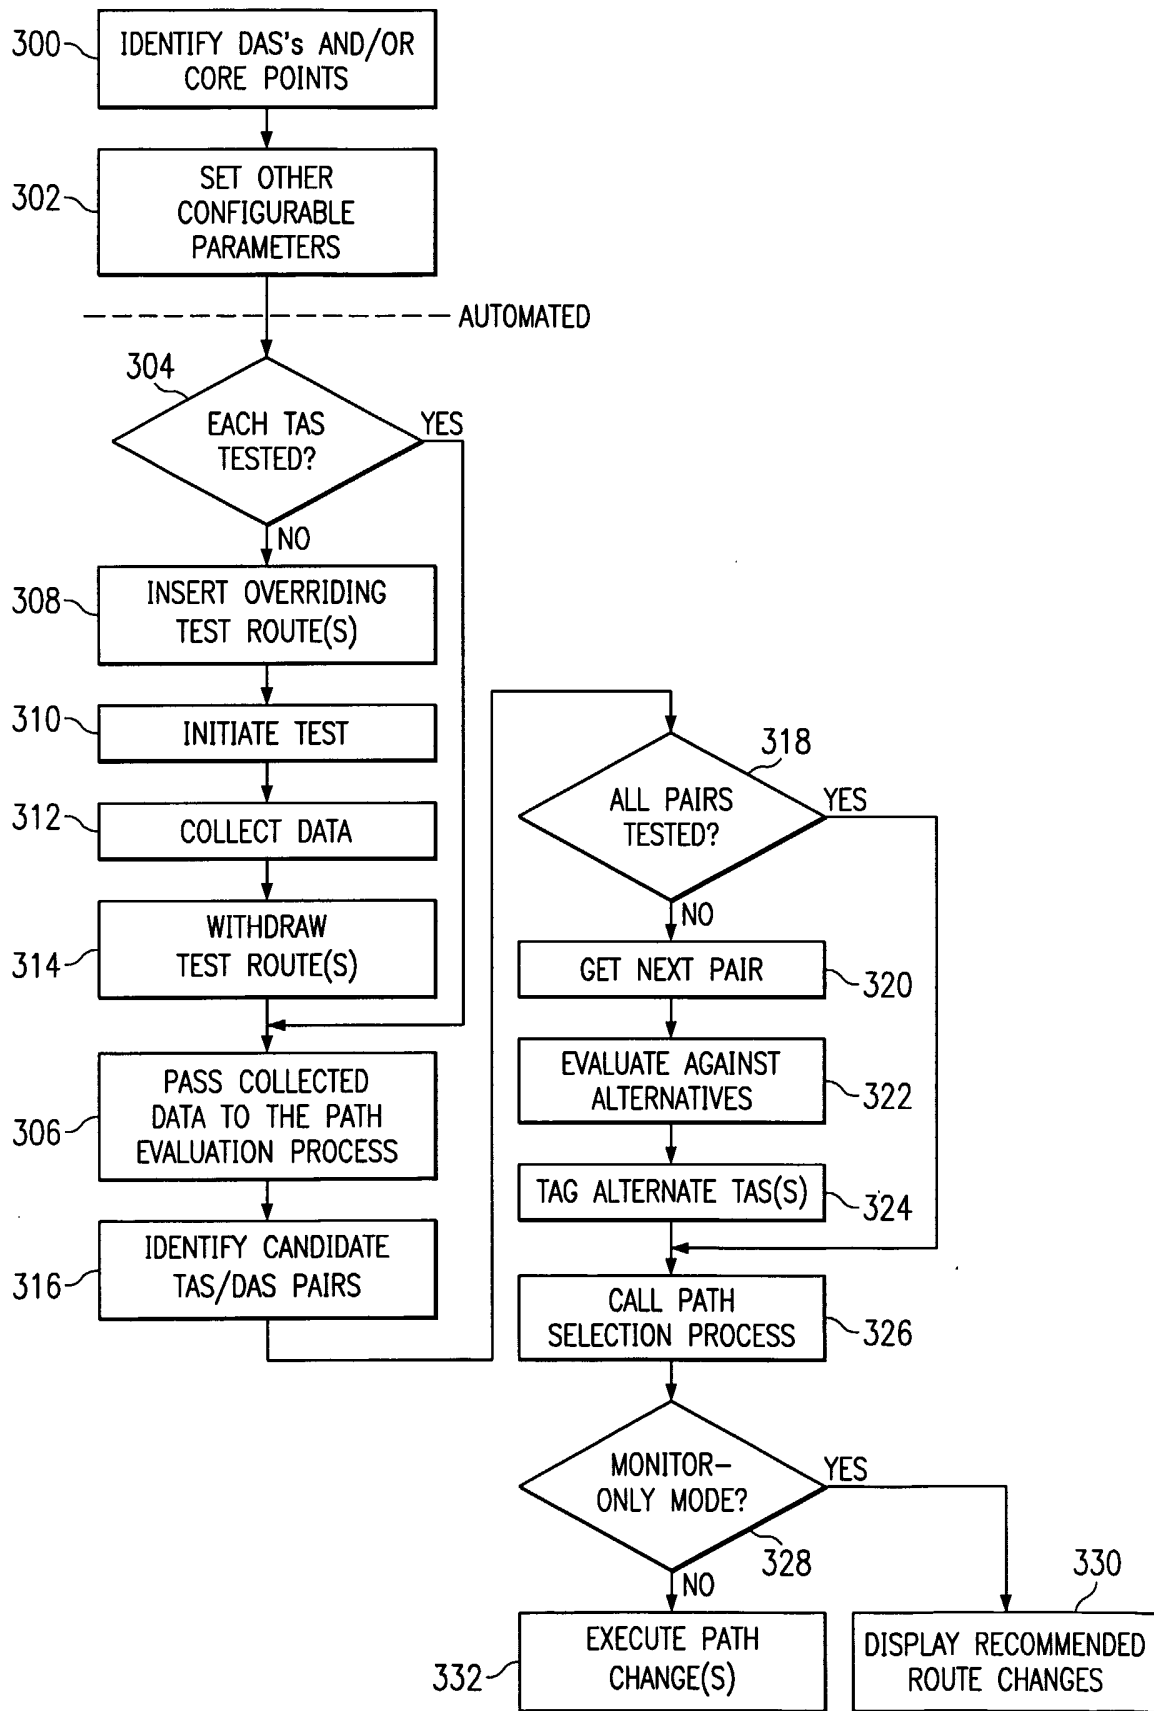 300
IDENTIFY DAS's AND/OR
CORE POINTS
302
SET OTHER
CONFIGURABLE
PARAMETERS
AUTOMATED
304
EACH TAS
TESTED?
YES
NO
308
INSERT OVERRIDING
TEST ROUTE(S)
310
INITIATE TEST
312
COLLECT DATA
314
WITHDRAW
TEST ROUTE(S)
306
PASS COLLECTED
DATA TO THE PATH
EVALUATION PROCESS
316
IDENTIFY CANDIDATE
TAS/DAS PAIRS
318
ALL PAIRS
TESTED?
YES
NO
GET NEXT PAIR
320
EVALUATE AGAINST
ALTERNATIVES
322
TAG ALTERNATE TAS(S)
324
CALL PATH
SELECTION PROCESS
326
MONITOR-
ONLY MODE?
YES
328
NO
330
332
EXECUTE PATH
CHANGE(S)
DISPLAY RECOMMENDED
ROUTE CHANGES